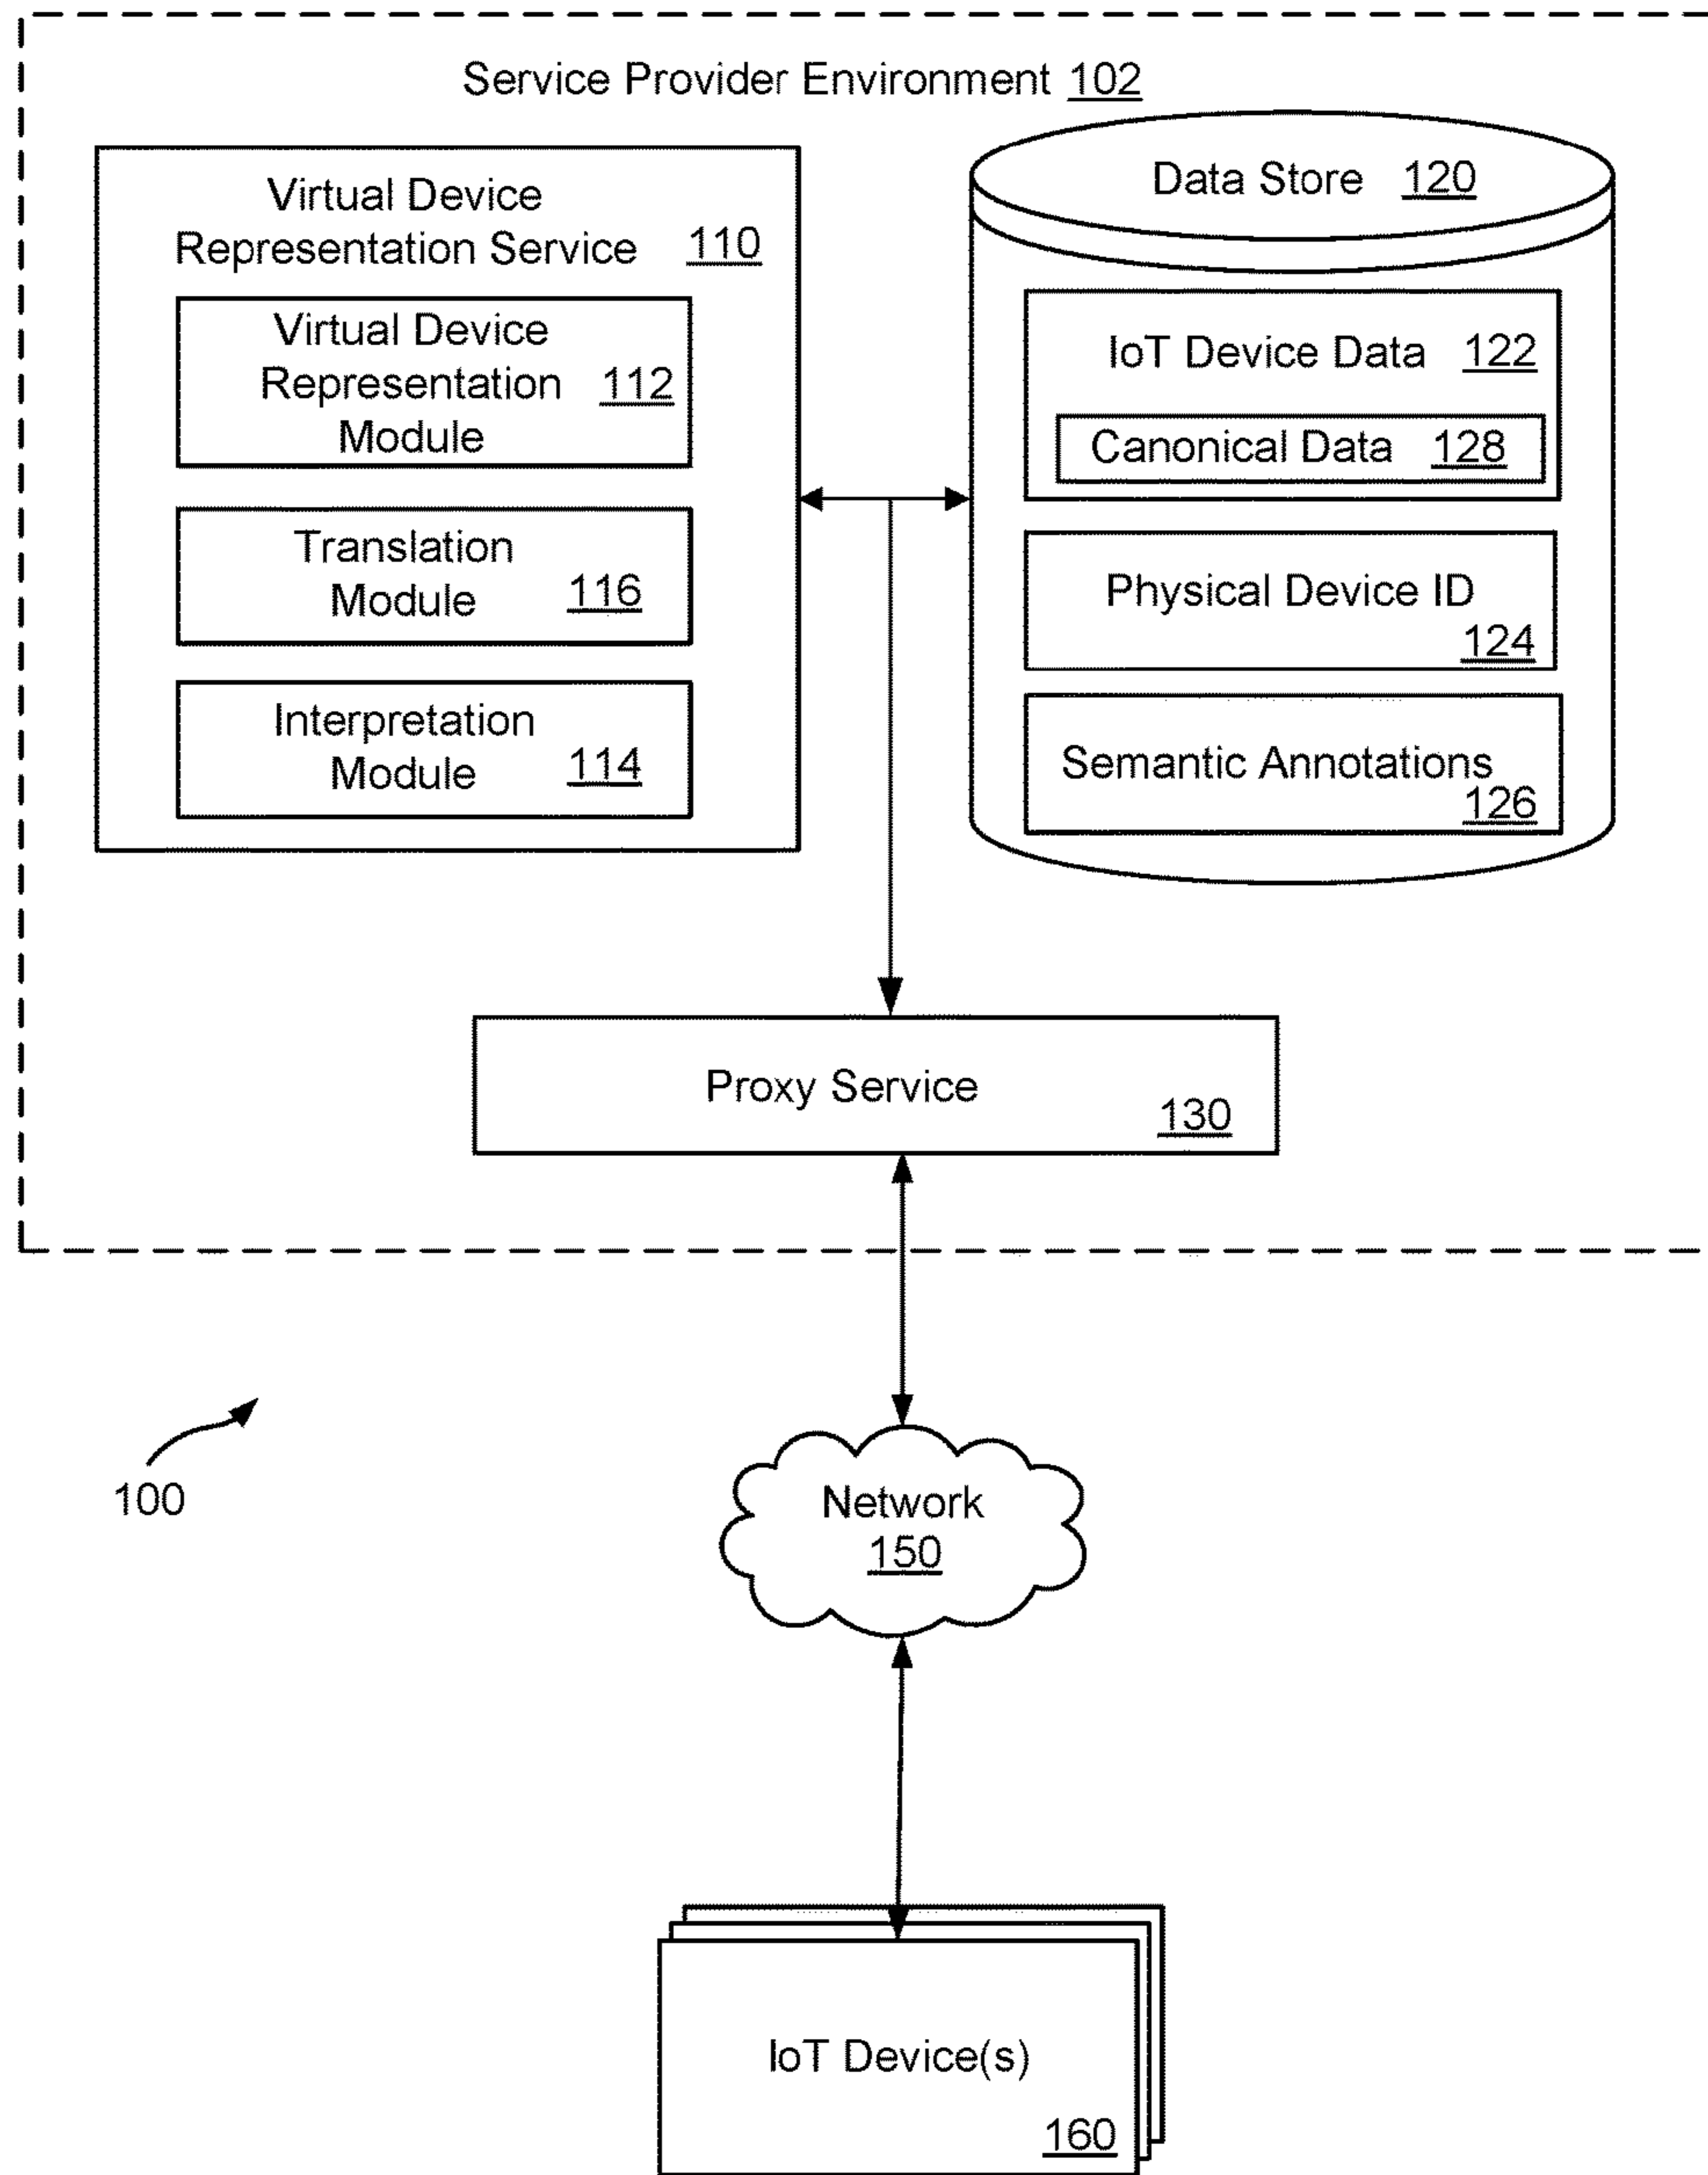 Service Provider Environment 102
Virtual Device
Representation Service 110
Virtual Device
Representation 112
Module
Translation
Module 116
Interpretation
Module 114
Data Store 120
IoT Device Data 122
Canonical Data 128
Physical Device ID
124
Semantic Annotations
126
Proxy Service
130
100
Network
150
IoT Device(s)
160